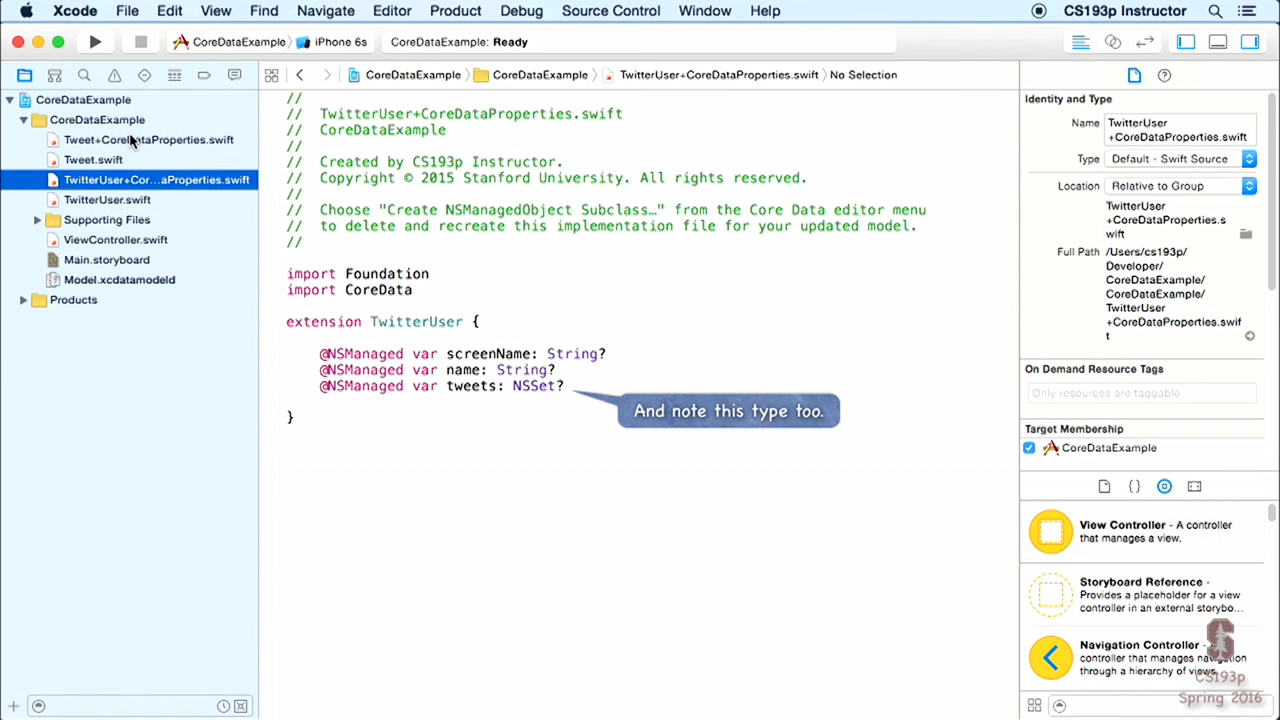 Xcode File Edit View Find Navigate Editor Product Debug Source Control Window Help CS193p Instructor
CoreDataExample iPhone 6s CoreDataExample: Ready
CoreDataExample CoreDataExample TwitterUser+CoreDataProperties.swift No Selection
CoreDataExample
CoreDataExample
Tweet+CoreDataProperties.swift
Tweet.swift
TwitterUser+Cor...aProperties.swift
TwitterUser.swift
Supporting Files
ViewController.swift
Main.storyboard
Model.xcdatamodeld
Products
//
// TwitterUser+CoreDataProperties.swift
// CoreDataExample
//
// Created by CS193p Instructor.
// Copyright © 2015 Stanford University. All rights reserved.
//
// Choose "Create NSManagedObject Subclass…" from the Core Data editor menu
// to delete and recreate this implementation file for your updated model.
//
import Foundation
import CoreData
extension TwitterUser {
@NSManaged var screenName: String?
@NSManaged var name: String?
@NSManaged var tweets: NSSet?
}
And note this type too.
Identity and Type
Name TwitterUser
+CoreDataProperties.swift
Type Default - Swift Source
Location Relative to Group
TwitterUser
+CoreDataProperties.s
wift
Full Path /Users/cs193p/
Developer/
CoreDataExample/
CoreDataExample/
TwitterUser
+CoreDataProperties.swif
t
On Demand Resource Tags
Only resources are taggable
Target Membership
CoreDataExample
{}
View Controller - A controller
that manages a view.
Storyboard Reference -
Provides a placeholder for a view
controller in an external storybo...
Navigation Controller -
controller that manages navigation
through a hierarchy of views.
S
CS193p
Spring 2016